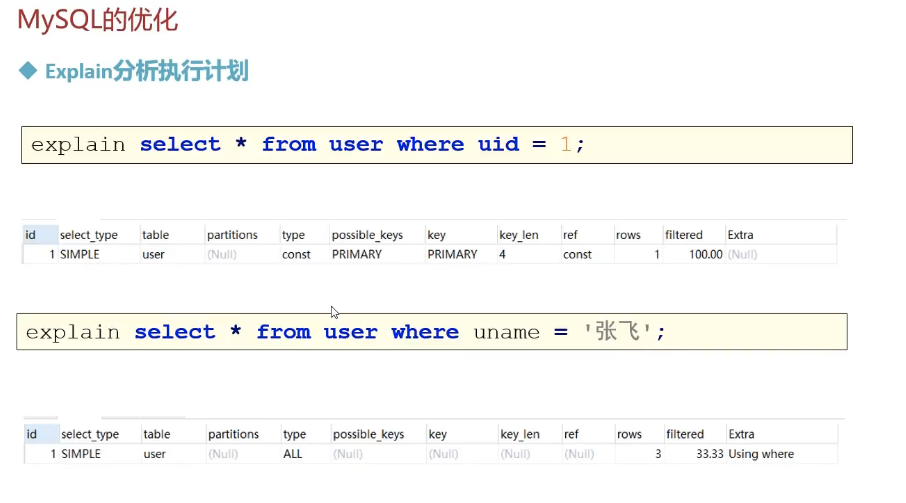 MySQL的优化
◆ Explain分析执行计划
explain select * from user where uid = 1;
id select_type table partitions type possible_keys key key_len ref rows filtered Extra
1 SIMPLE user (Null) const PRIMARY PRIMARY 4 const 1 100.00 (Null)
explain select * from user where uname = '张飞';
id select_type table partitions type possible_keys key key_len ref rows filtered Extra
1 SIMPLE user (Null) ALL (Null) (Null) (Null) (Null) 3 33.33 Using where